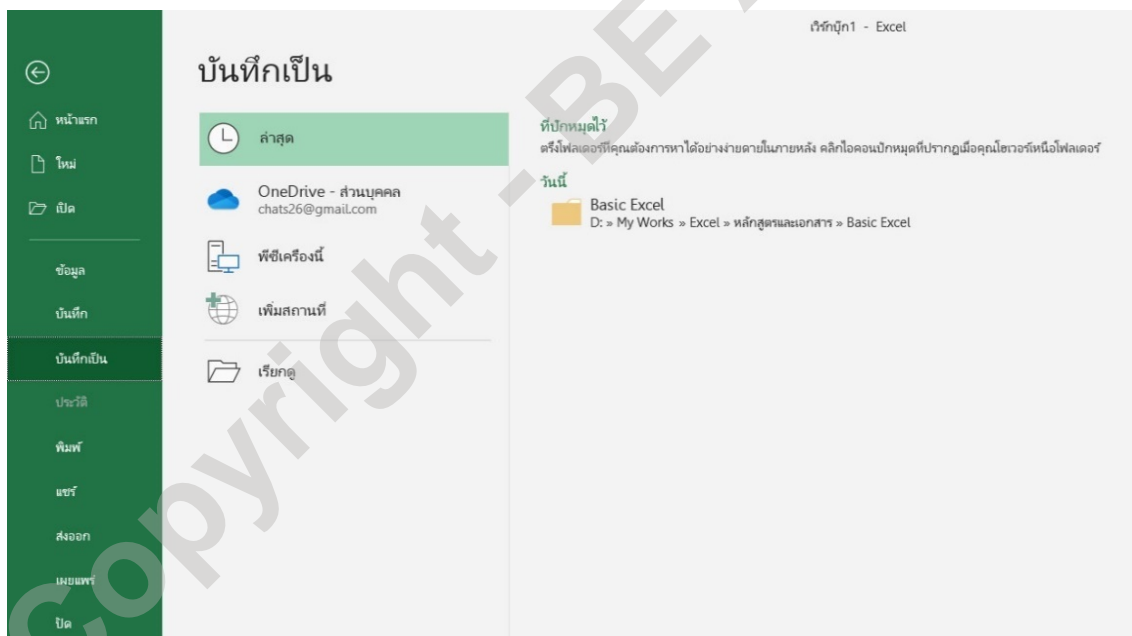 เวิร์กบุ๊ก1 - Excel
บันทึกเป็น
หน้าแรก
ใหม่
เปิด
ข้อมูล
บันทึก
บันทึกเป็น
ประวัติ
พิมพ์
แชร์
ส่งออก
เผยแพร่
ปิด
ล่าสุด
OneDrive - ส่วนบุคคล
chats26@gmail.com
พีซีเครื่องนี้
เพิ่มสถานที่
เรียกดู
ที่ปักหมุดไว้
ตรึงโฟลเดอร์ที่คุณต้องการหาได้อย่างง่ายดายในภายหลัง คลิกไอคอนปักหมุดที่ปรากฏเมื่อคุณโฮเวอร์เหนือโฟลเดอร์
วันนี้
Basic Excel
D: » My Works » Excel » หลักสูตรและเอกสาร » Basic Excel
Copyright - BE